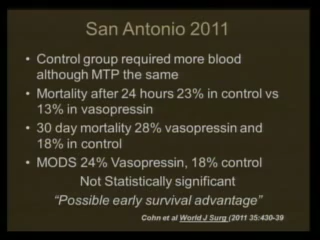 San Antonio 2011
• Control group required more blood
although MTP the same
• Mortality after 24 hours 23% in control vs
13% in vasopressin
• 30 day mortality 28% vasopressin and
18% in control
• MODS 24% Vasopressin, 18% control
Not Statistically significant
"Possible early survival advantage"
Cohn et al World J Surg (2011 35:430-39